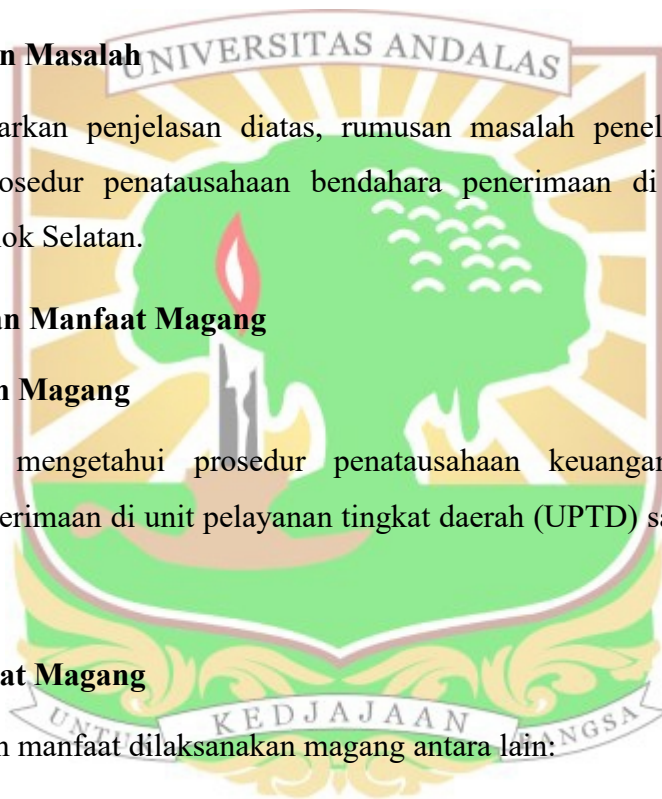 UNIVERSITAS ANDALAS
n Masalah
arkan penjelasan diatas, rumusan masalah penel
osedur penatausahaan bendahara penerimaan di
ok Selatan.
an Manfaat Magang
n Magang
mengetahui prosedur penatausahaan keuangan
erimaan di unit pelayanan tingkat daerah (UPTD) sa
at Magang
n manfaat dilaksanakan magang antara lain:
KEDJAJAAN BANGSA